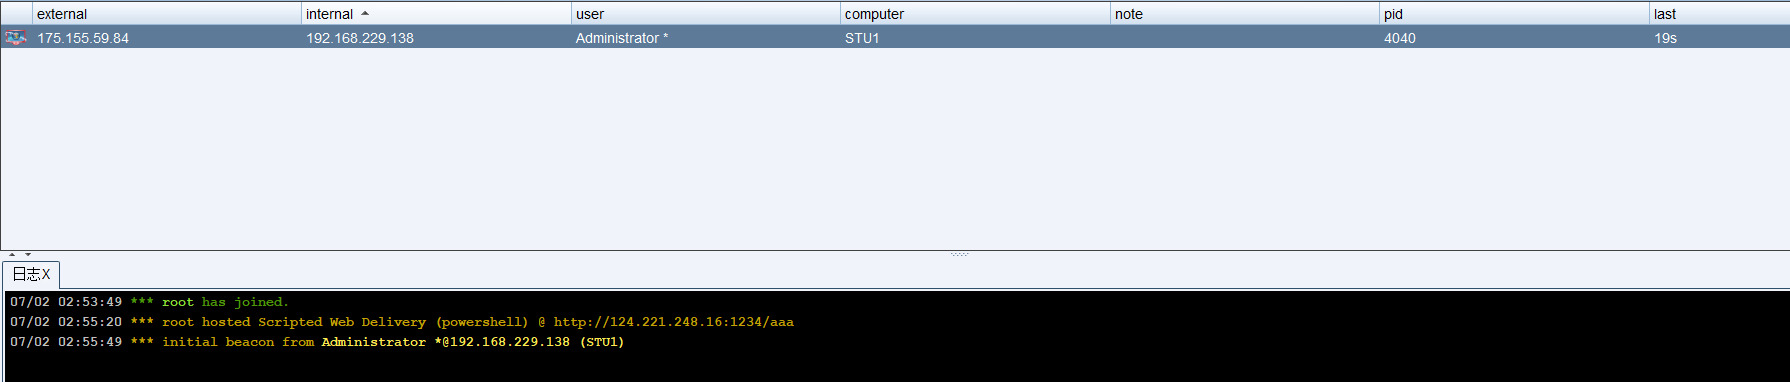 external internal user computer note pid last
175.155.59.84 192.168.229.138 Administrator * STU1 4040 19s
日志X
07/02 02:53:49 *** root has joined.
07/02 02:55:20 *** root hosted Scripted Web Delivery (powershell) @ http://124.221.248.16:1234/aaa
07/02 02:55:49 *** initial beacon from Administrator *@192.168.229.138 (STU1)